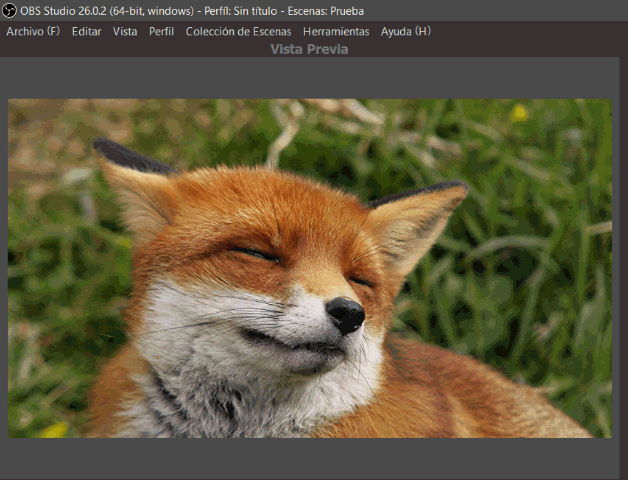 OBS Studio 26.0.2 (64-bit, windows) - Perfíl: Sin título - Escenas: Prueba
Archivo (F) Editar Vista Perfil Colección de Escenas Herramientas Ayuda (H)
Vista Previa